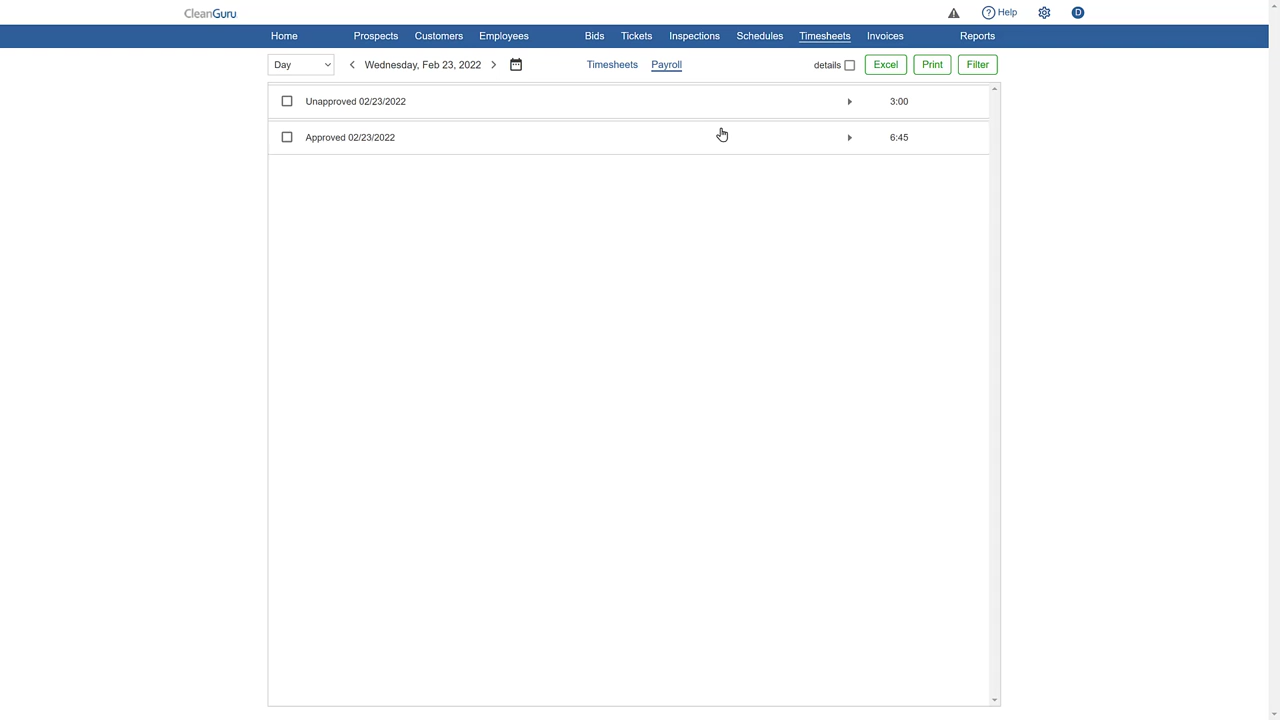 CleanGuru Help D
Home Prospects Customers Employees Bids Tickets Inspections Schedules Timesheets Invoices Reports
Day Wednesday, Feb 23, 2022 Timesheets Payroll details Excel Print Filter
Unapproved 02/23/2022 3:00
Approved 02/23/2022 6:45